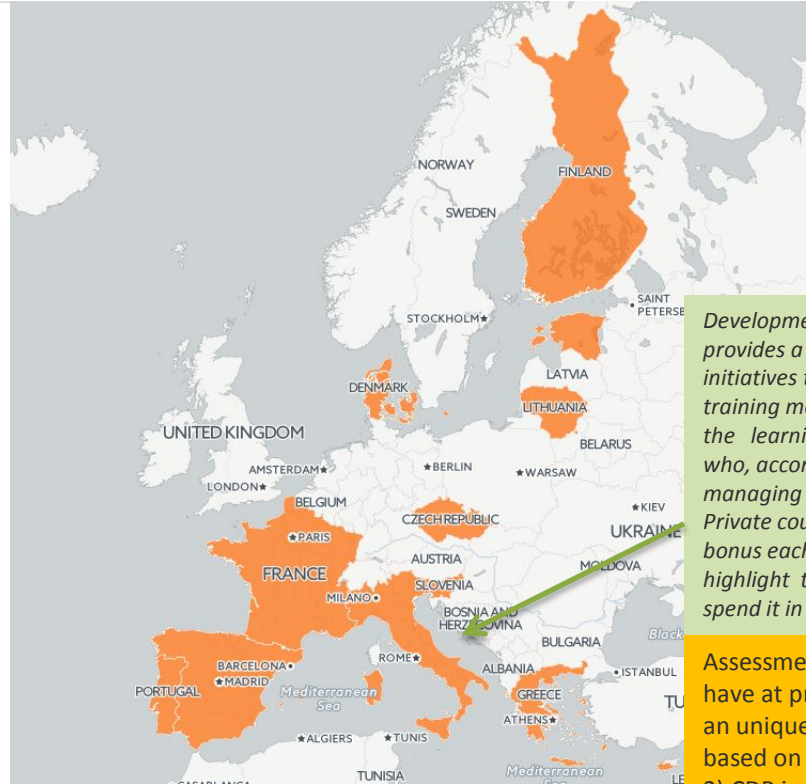 NORWAY
FINLAND
SWEDEN
SAINT
STOCKHOLM
LATVIA
DENMARK
LITHUANIA
UNITED KINGDOM
BELARUS
AMSTERDAM
BERLIN
WARSAW
LONDON
BELGIUM
KIEV
CZECH REPUBLIC
UKRAINE
PARIS
AUSTRIA
MOLDOVA
FRANCE
SLOVENIA
MILANO
BOSNIA AND
HERZEGOVINA
BULGARIA
Black
ROME
BARCELONA
ALBANIA
ISTANBUL
PORTUGAL
MADRID
Mediterranean
Sea
GREECE
TU
ATHENS
ALGIERS
TUNIS
TUNISIA
Mediterranean
LE
Developme
provides a
initiatives t
training m
the learni
who, accor
managing
Private cou
bonus each
highlight t
spend it in
Assessme
have at pr
an unique
based on